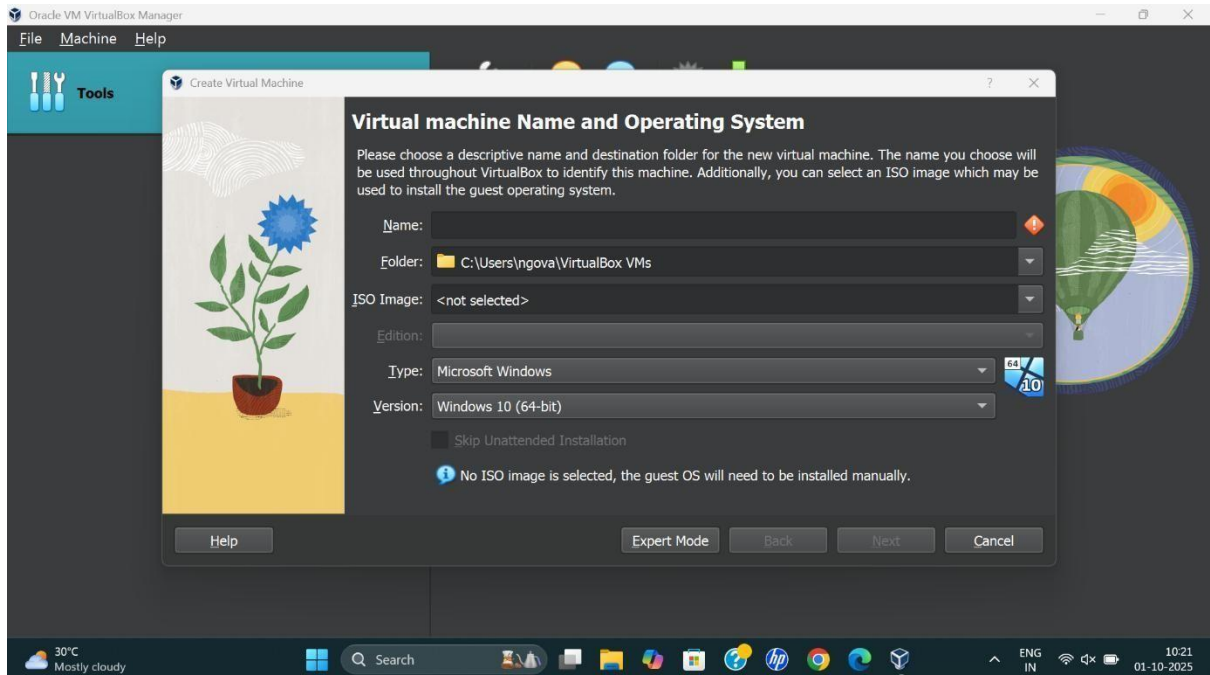 Oracle VM VirtualBox Manager
File Machine Help
Tools
Create Virtual Machine
?
Virtual machine Name and Operating System
Please choose a descriptive name and destination folder for the new virtual machine. The name you choose will
be used throughout VirtualBox to identify this machine. Additionally, you can select an ISO image which may be
used to install the guest operating system.
Name:
Folder: C:\Users\ngova\VirtualBox VMs
ISO Image: <not selected>
Edition:
Type: Microsoft Windows
64
10
Version: Windows 10 (64-bit)
Skip Unattended Installation
No ISO image is selected, the guest OS will need to be installed manually.
Help Expert Mode Back Next Cancel
30°C
Mostly cloudy
Search
hp
ENG
IN
10:21
01-10-2025